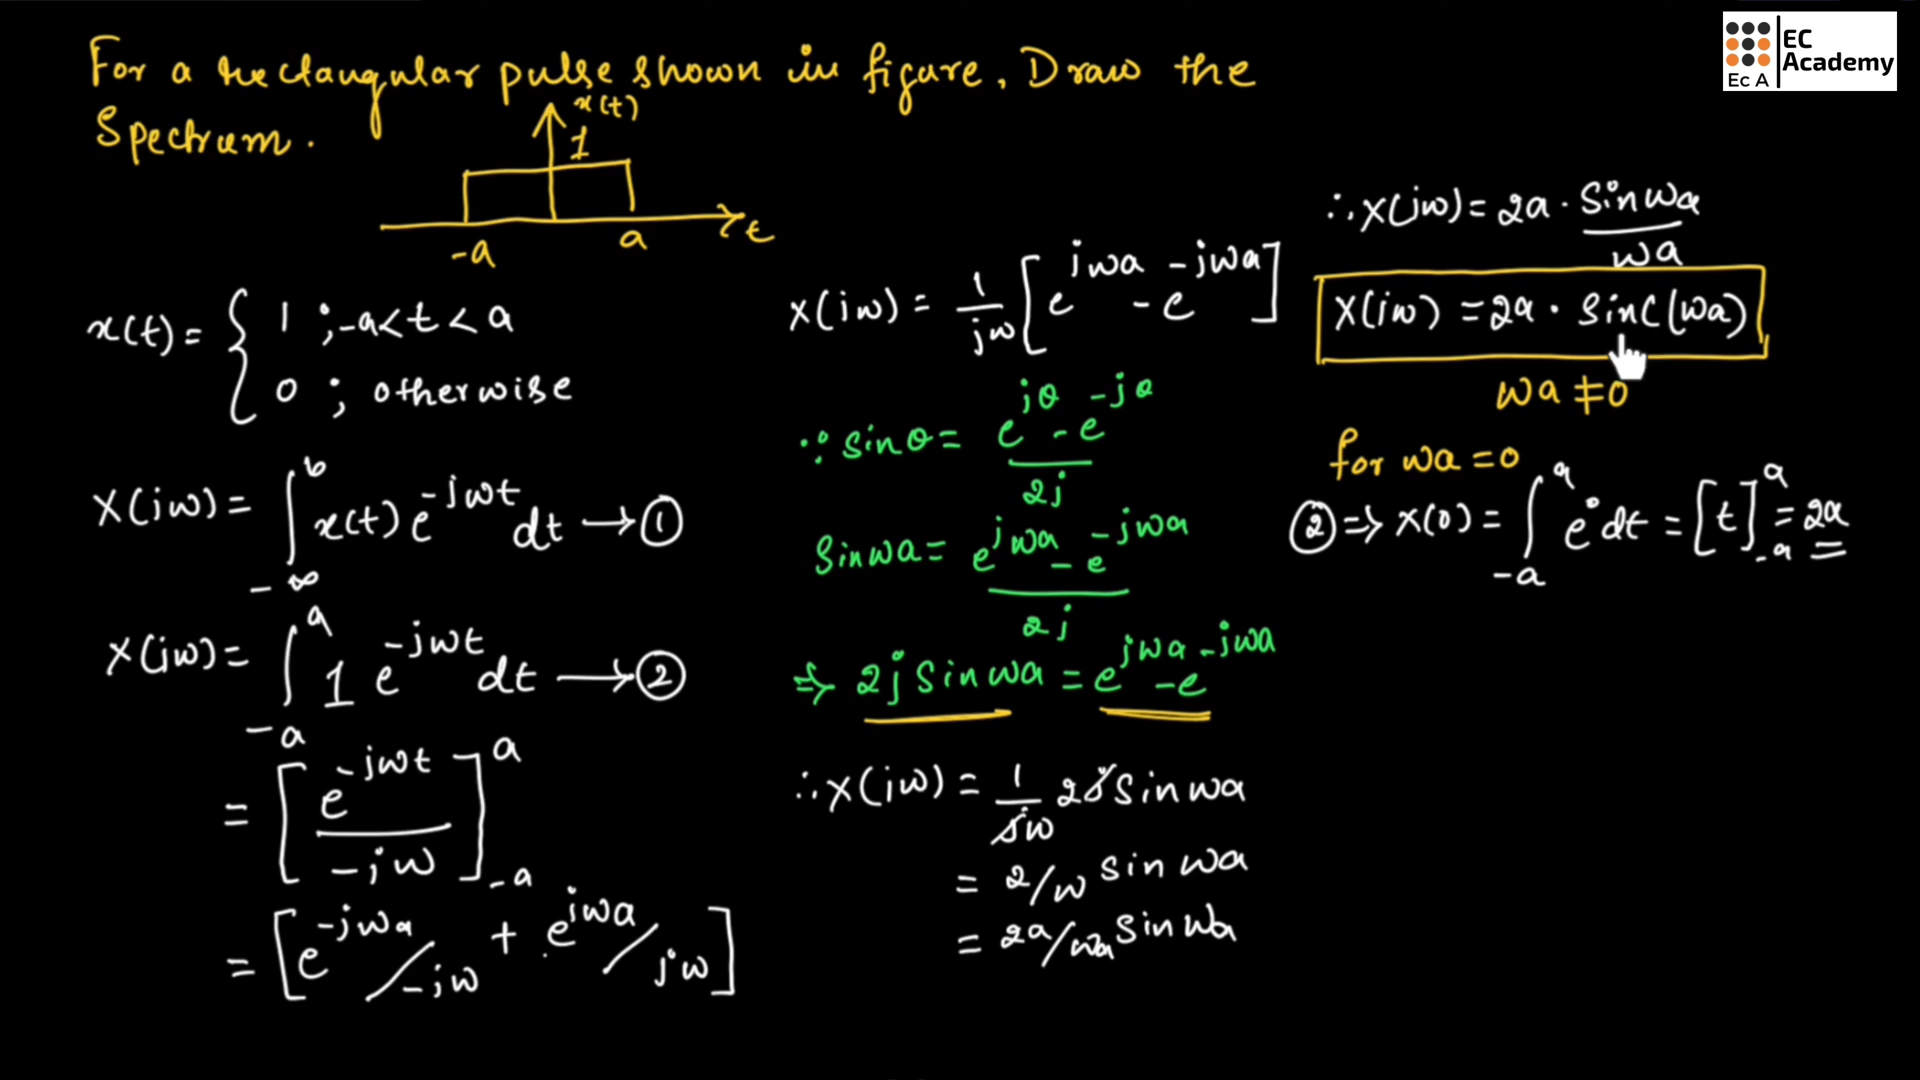 For a rectangular pulse shown in figure, Draw the
Spectrum.
x(t)
1
-a a t
x(t) = { 1 ; -a<t<a
0 ; otherwise
X(jω) = ∫_{-∞}^{∞} x(t) e^{-jωt} dt → ①
X(jω) = ∫_{-a}^{a} 1 e^{-jωt} dt → ②
= [e^{-jωt} / -jω]_{-a}^{a}
= [e^{-jωa} / -jω + e^{jωa} / jω]
X(jω) = 1/jω [e^{jωa} - e^{-jωa}]
∵ sinθ = (e^{jθ} - e^{-jθ}) / 2j
Sinωa = (e^{jωa} - e^{-jωa}) / 2j
⇒ 2j Sinωa = e^{jωa} - e^{-jωa}
∴ X(jω) = 1/jω 2j Sin ωa
= 2/ω sin ωa
= 2a/ωa Sin ωa
∴ X(jω) = 2a · Sinωa / ωa
X(jω) = 2a · Sinc(ωa)
ωa ≠ 0
for ωa = 0
② ⇒ X(0) = ∫_{-a}^{a} e^0 dt = [t]_{-a}^{a} = 2a
EC
Academy
Ec A